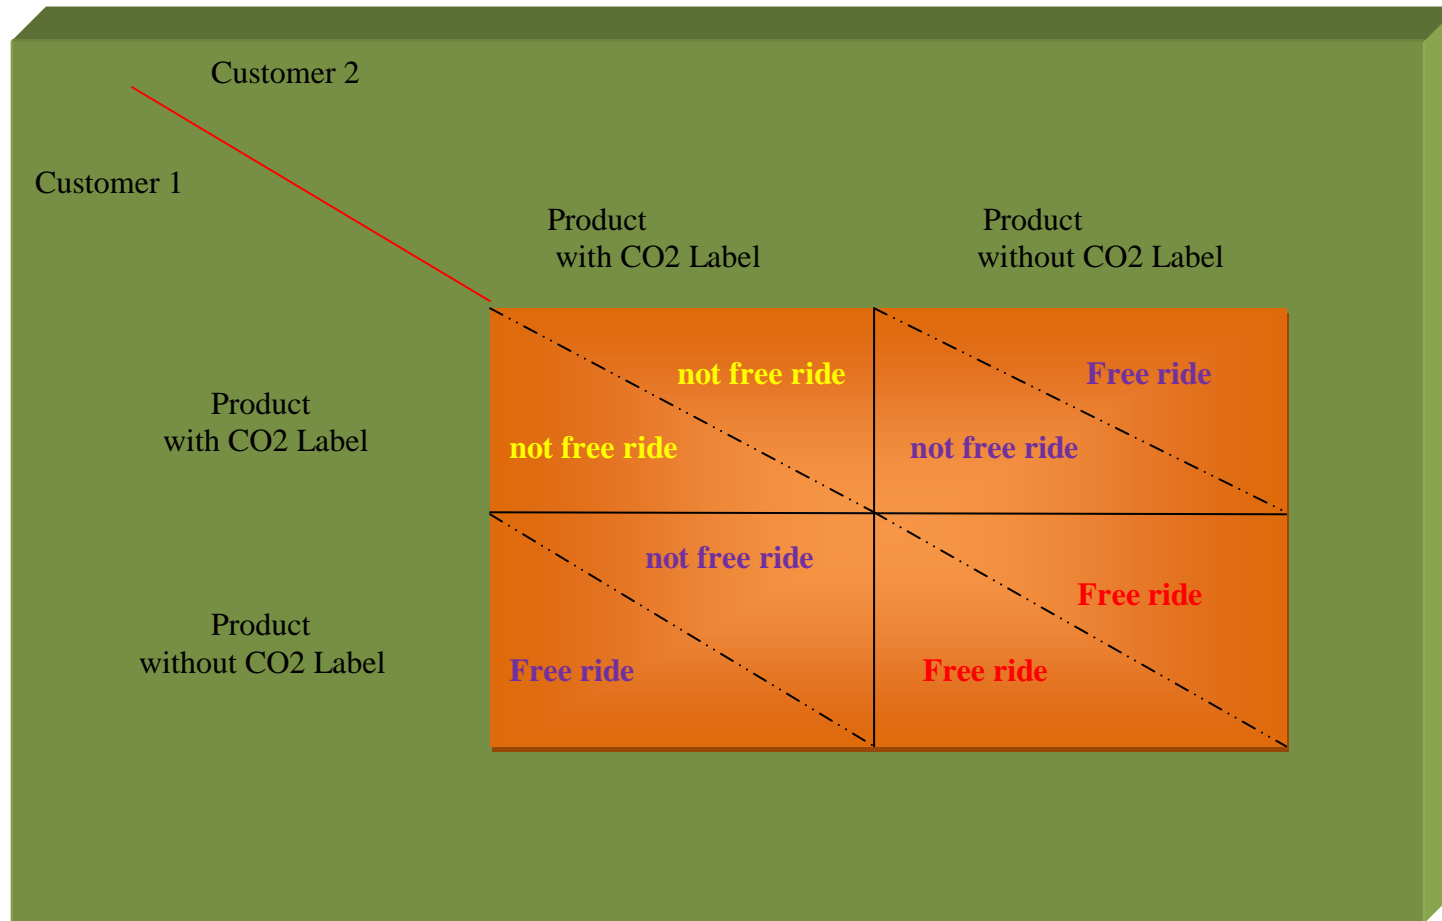 Customer 2
Customer 1
Product
with CO2 Label
Product
without CO2 Label
Product
with CO2 Label
not free ride
not free ride
Free ride
not free ride
Product
without CO2 Label
not free ride
Free ride
Free ride
Free ride